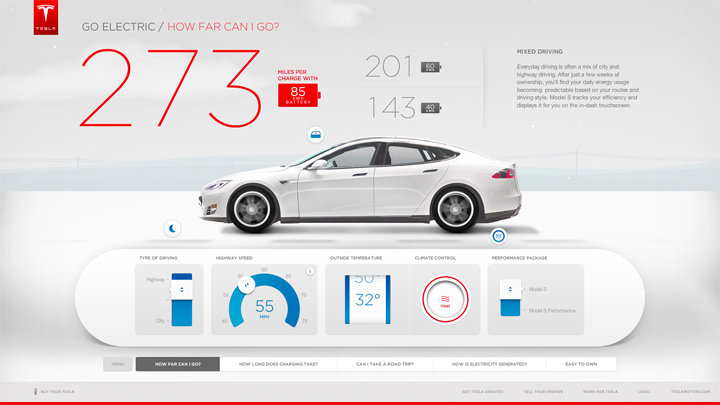 TESLA
GO ELECTRIC / HOW FAR CAN I GO?
273
MILES PER
CHARGE WITH
85
KWH
BATTERY
201 60
KWH
143 40
KWH
MIXED DRIVING
Everyday driving is often a mix of city and
highway driving. After just a few weeks of
ownership, you'll find your daily energy usage
becoming predictable based on your routes and
driving style. Model S tracks your efficiency and
displays it for you on the in-dash touchscreen.
TYPE OF DRIVING
Highway
City
HIGHWAY SPEED
45
50
55
60
65
70
55
MPH
i
OUTSIDE TEMPERATURE
50°
32°
CLIMATE CONTROL
Heat
PERFORMANCE PACKAGE
Model S
Model S Performance
MENU
HOW FAR CAN I GO?
HOW LONG DOES CHARGING TAKE?
CAN I TAKE A ROAD TRIP?
HOW IS ELECTRICITY GENERATED?
EASY TO OWN
BUY YOUR TESLA
GET TESLA UPDATES
TELL YOUR FRIENDS
WORK FOR TESLA
LEGAL
TESLAMOTORS.COM